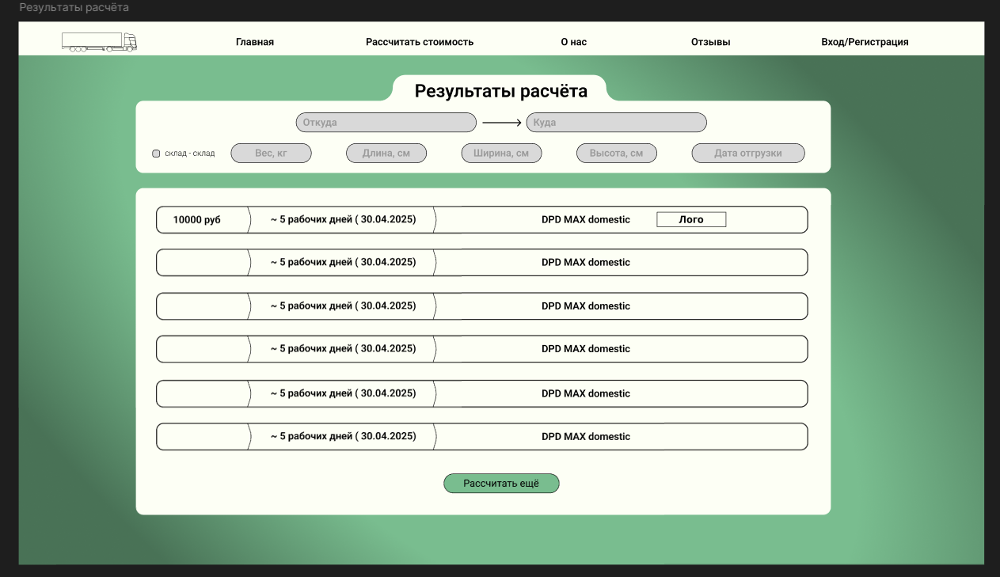 Результаты расчёта
Главная Рассчитать стоимость О нас Отзывы Вход/Регистрация
Результаты расчёта
Откуда Куда
склад - склад Вес, кг Длина, см Ширина, см Высота, см Дата отгрузки
10000 руб ~ 5 рабочих дней ( 30.04.2025) DPD MAX domestic Лого
~ 5 рабочих дней ( 30.04.2025) DPD MAX domestic
~ 5 рабочих дней ( 30.04.2025) DPD MAX domestic
~ 5 рабочих дней ( 30.04.2025) DPD MAX domestic
~ 5 рабочих дней ( 30.04.2025) DPD MAX domestic
~ 5 рабочих дней ( 30.04.2025) DPD MAX domestic
Рассчитать ещё